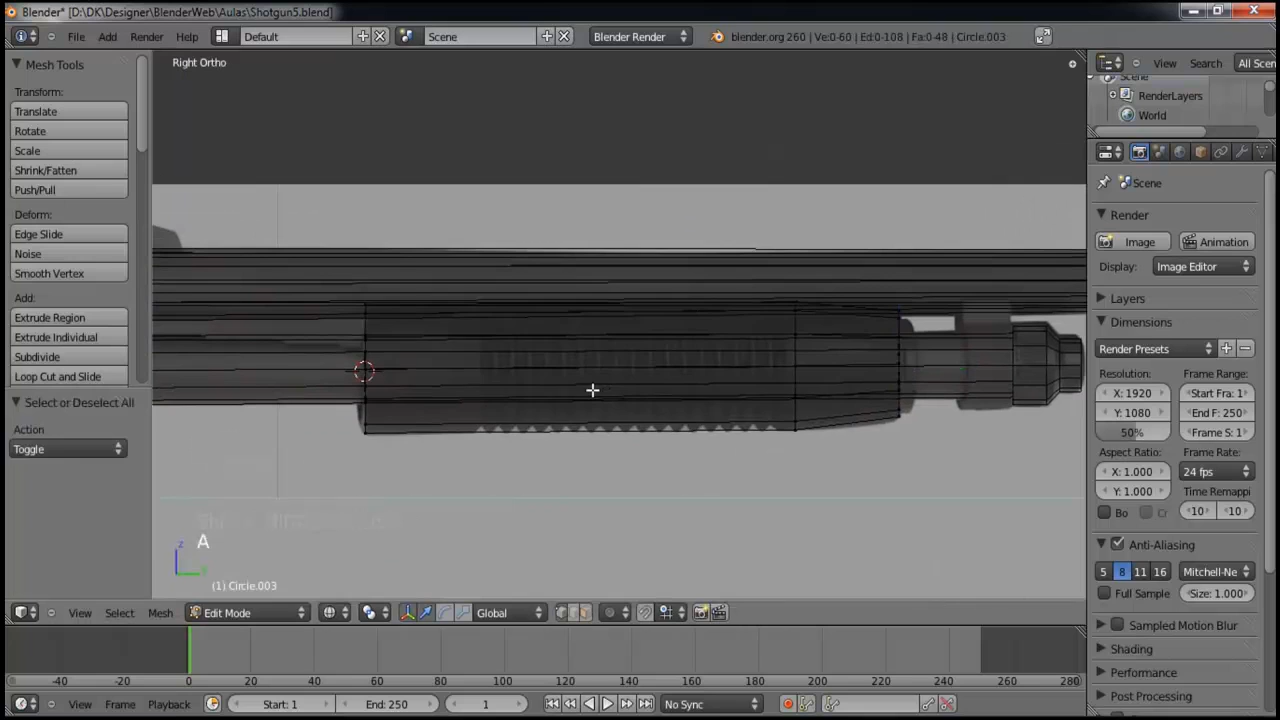 Blender* [D:\DK\Designer\BlenderWeb\Aulas\Shotgun5.blend]
File Add Render Help Default Scene Blender Render blender.org 260 | Ve:0-60 | Ed:0-108 | Fa:0-48 | Circle.003
Mesh Tools
Transform:
Translate
Rotate
Scale
Shrink/Fatten
Push/Pull
Deform:
Edge Slide
Noise
Smooth Vertex
Add:
Extrude Region
Extrude Individual
Subdivide
Loop Cut and Slide
Select or Deselect All
Action
Toggle
Right Ortho
z
A
(1) Circle.003
View Select Mesh Edit Mode Global
-40 -20 0 20 40 60 80 100 120 140 160 180 200 220 240 260 280
View Frame Playback Start: 1 End: 250 1 No Sync
View Search All Scen
Scene
RenderLayers
World
Scene
Render
Image Animation
Display: Image Editor
Layers
Dimensions
Render Presets
Resolution: Frame Range:
X: 1920 Start Fra: 1
Y: 1080 End F: 250
50% Frame S: 1
Aspect Ratio: Frame Rate:
X: 1.000 24 fps
Y: 1.000 Time Remappi
Bo Cr 10 10
Anti-Aliasing
5 8 11 16 Mitchell-Ne
Full Sample Size: 1.000
Sampled Motion Blur
Shading
Performance
Post Processing